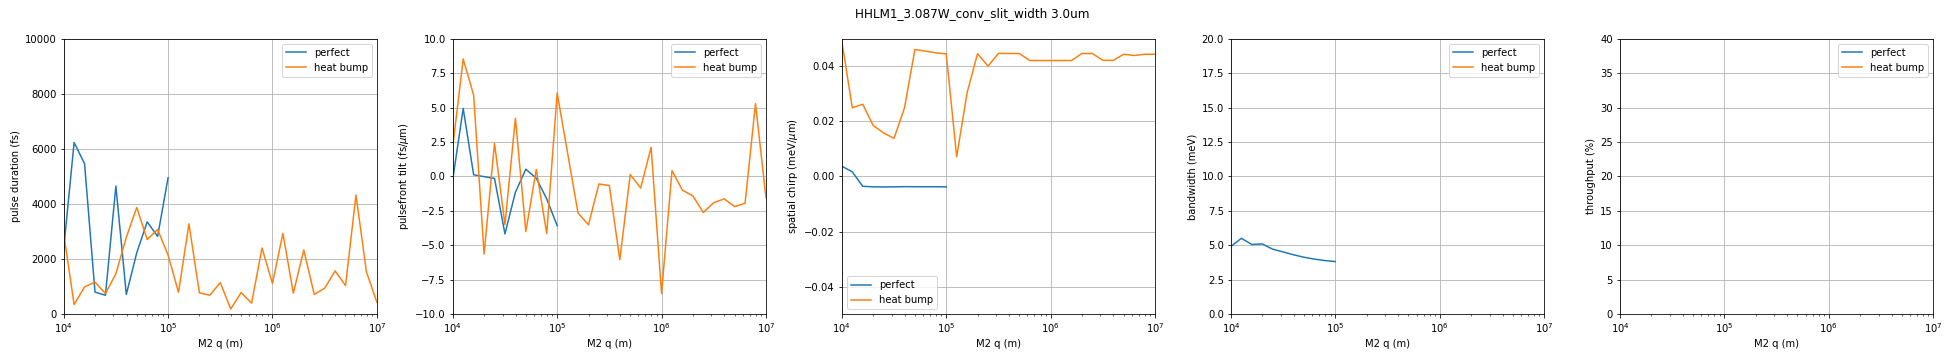 HHLM1_3.087W_conv_slit_width 3.0um
pulse duration (fs)
10000
8000
6000
4000
2000
0
perfect
heat bump
10^4
10^5
10^6
10^7
M2 q (m)
pulsefront tilt (fs/μm)
10.0
7.5
5.0
2.5
0.0
−2.5
−5.0
−7.5
−10.0
perfect
heat bump
10^4
10^5
10^6
10^7
M2 q (m)
spatial chirp (meV/μm)
0.04
0.02
0.00
−0.02
−0.04
perfect
heat bump
10^4
10^5
10^6
10^7
M2 q (m)
bandwidth (meV)
20.0
17.5
15.0
12.5
10.0
7.5
5.0
2.5
0.0
perfect
heat bump
10^4
10^5
10^6
10^7
M2 q (m)
throughput (%)
40
35
30
25
20
15
10
5
0
perfect
heat bump
10^4
10^5
10^6
10^7
M2 q (m)